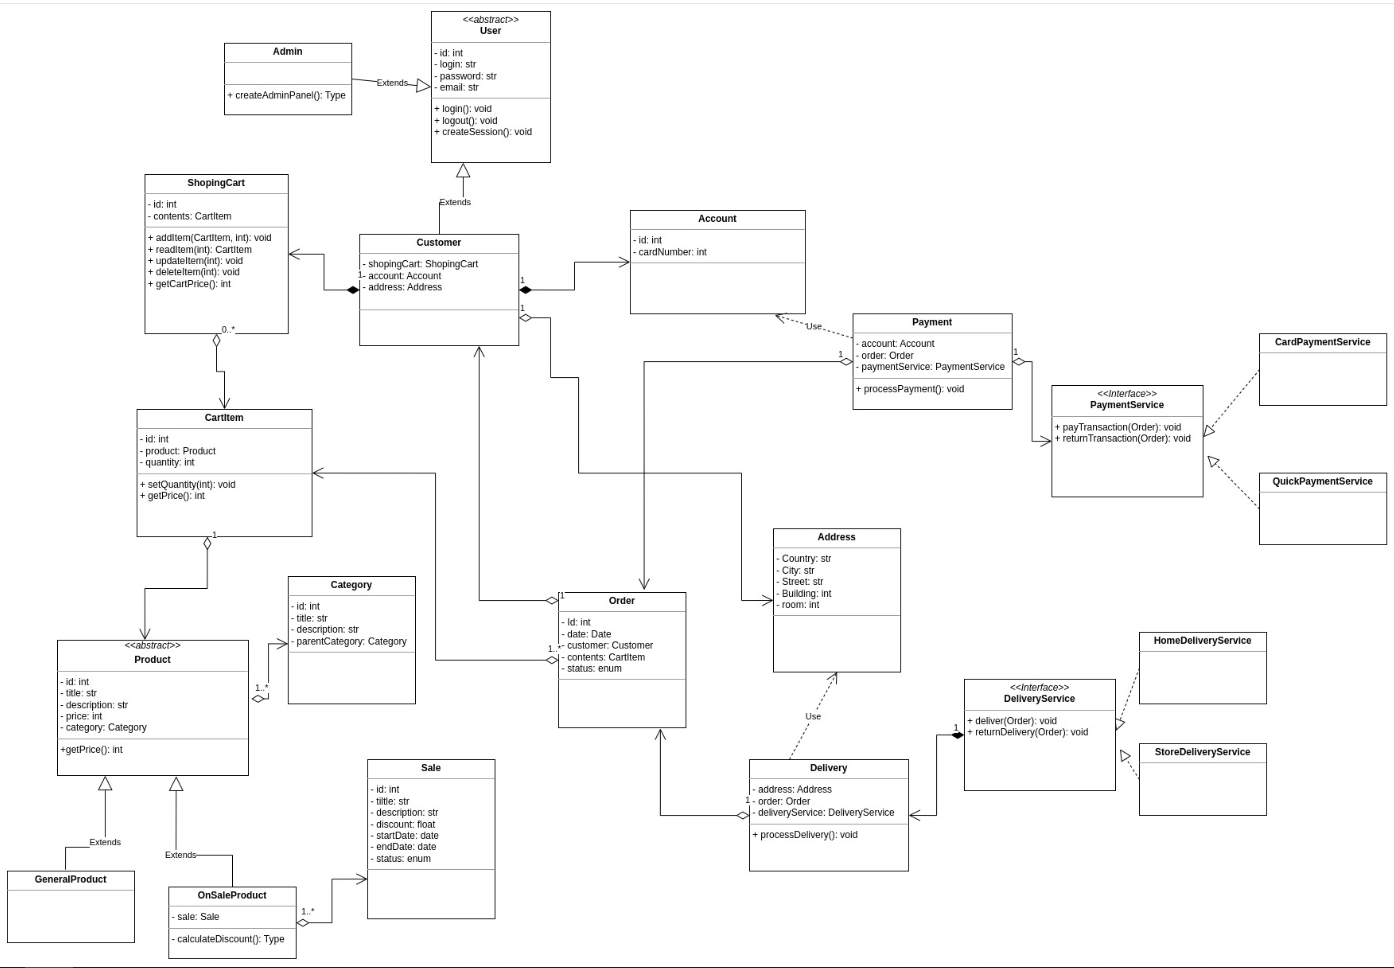 <<abstract>>
User
- id: int
- login: str
- password: str
- email: str
+ login(): void
+ logout(): void
+ createSession(): void
Admin
+ createAdminPanel(): Type
Extends
Extends
ShopingCart
- id: int
- contents: CartItem
+ addItem(CartItem, int): void
+ readItem(int): CartItem
+ updateItem(int): void
+ deleteItem(int): void
+ getCartPrice(): int
0..*
Customer
- shopingCart: ShopingCart
- account: Account
- address: Address
1
1
1
Account
- id: int
- cardNumber: int
Use
Payment
- account: Account
- order: Order
- paymentService: PaymentService
+ processPayment(): void
1
1
<<Interface>>
PaymentService
+ payTransaction(Order): void
+ returnTransaction(Order): void
CardPaymentService
QuickPaymentService
CartItem
- id: int
- product: Product
- quantity: int
+ setQuantity(int): void
+ getPrice(): int
1
Category
- id: int
- title: str
- description: str
- parentCategory: Category
<<abstract>>
Product
- id: int
- title: str
- description: str
- price: int
- category: Category
+getPrice(): int
1..*
Order
- Id: int
- date: Date
- customer: Customer
- contents: CartItem
- status: enum
1
1..*
Address
- Country: str
- City: str
- Street: str
- Building: int
- room: int
Use
Delivery
- address: Address
- order: Order
- deliveryService: DeliveryService
+ processDelivery(): void
1
<<Interface>>
DeliveryService
+ deliver(Order): void
+ returnDelivery(Order): void
1
HomeDeliveryService
StoreDeliveryService
Sale
- id: int
- tiltle: str
- description: str
- discount: float
- startDate: date
- endDate: date
- status: enum
Extends
Extends
GeneralProduct
OnSaleProduct
- sale: Sale
- calculateDiscount(): Type
1..*